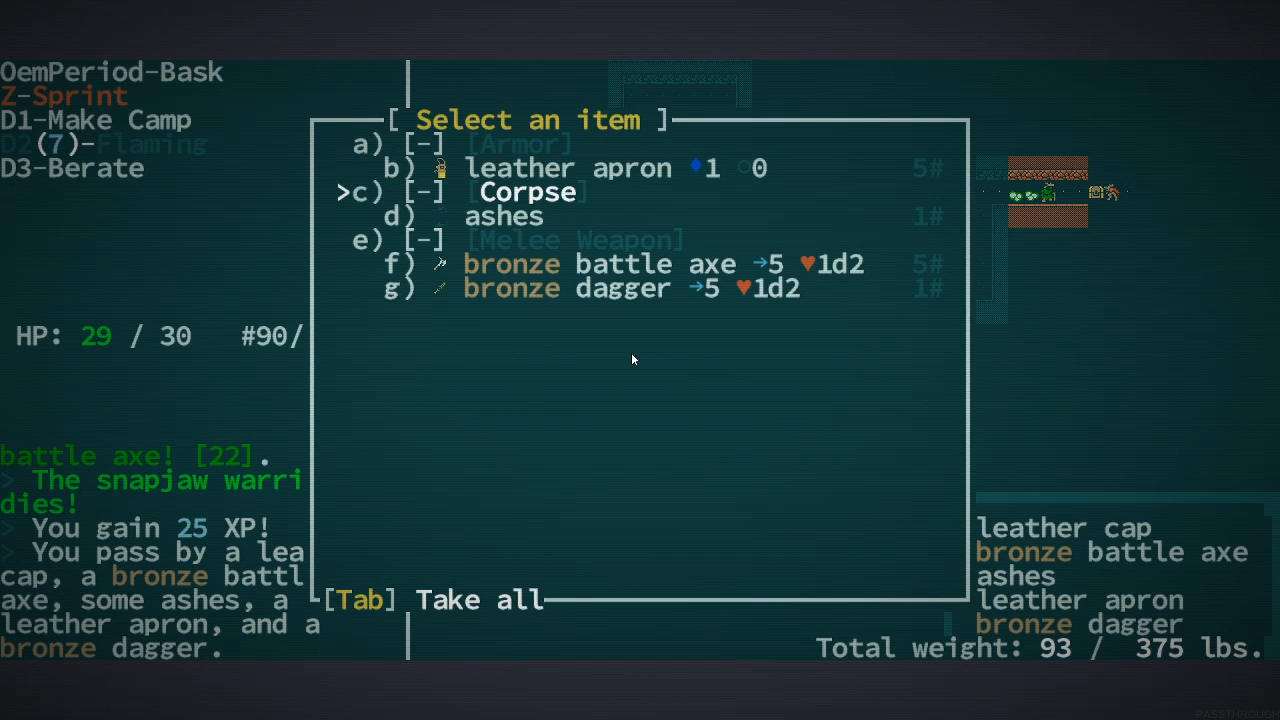 OemPeriod-Bask
Z-Sprint
D1-Make Camp
D2(7)-Flaming
D3-Berate
HP: 29 / 30 #90/
battle axe! [22].
> The snapjaw warri
dies!
> You gain 25 XP!
> You pass by a lea
cap, a bronze battl
axe, some ashes, a
leather apron, and a
bronze dagger.
[ Select an item ]
a) [-] [Armor]
b) leather apron ♦1 ○0 5#
>c) [-] [Corpse]
d) ashes 1#
e) [-] [Melee Weapon]
f) bronze battle axe →5 ♥1d2 5#
g) bronze dagger →5 ♥1d2 1#
[Tab] Take all
leather cap
bronze battle axe
ashes
leather apron
bronze dagger
Total weight: 93 / 375 lbs.
PASSTHROUGH